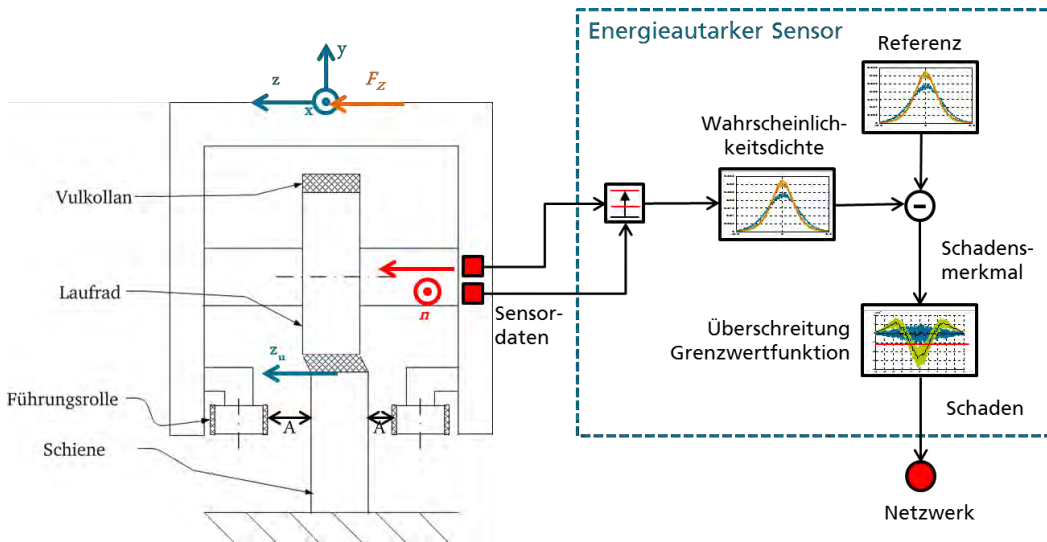 Energieautarker Sensor
Referenz
Wahrscheinlich-
keitsdichte
Schadens-
merkmal
Überschreitung
Grenzwertfunktion
Schaden
Netzwerk
y
z
F_Z
x
Vulkollan
Laufrad
n
Sensor-
daten
z_u
Führungsrolle
A
A
Schiene